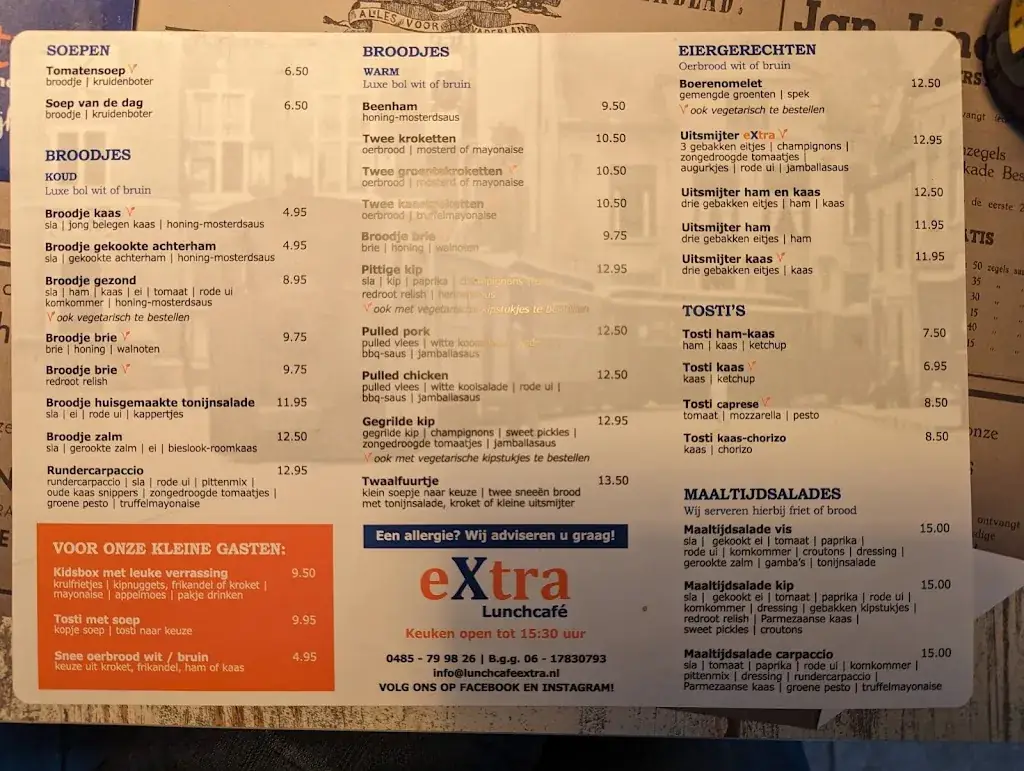 ALLES VOOR
VADERLAND
SOEPEN
Tomatensoep 6.50
broodje | kruidenboter
Soep van de dag 6.50
broodje | kruidenboter
BROODJES
KOUD
Luxe bol wit of bruin
Broodje kaas 4.95
sla | jong belegen kaas | honing-mosterdsaus
Broodje gekookte achterham 4.95
sla | gekookte achterham | honing-mosterdsaus
Broodje gezond 8.95
sla | ham | kaas | ei | tomaat | rode ui
komkommer | honing-mosterdsaus
ook vegetarisch te bestellen
Broodje brie 9.75
brie | honing | walnoten
Broodje brie 9.75
redroot relish
Broodje huisgemaakte tonijnsalade 11.95
sla | ei | rode ui | kappertjes
Broodje zalm 12.50
sla | gerookte zalm | ei | bieslook-roomkaas
Rundercarpaccio 12.95
rundercarpaccio | sla | rode ui | pittenmix |
oude kaas snippers | zongedroogde tomaatjes |
groene pesto | truffelmayonaise
VOOR ONZE KLEINE GASTEN:
Kidsbox met leuke verrassing 9.50
krulfrietjes | kipnuggets, frikandel of kroket |
mayonaise | appelmoes | pakje drinken
Tosti met soep 9.95
kopje soep | tosti naar keuze
Snee oerbrood wit / bruin 4.95
keuze uit kroket, frikandel, ham of kaas
BROODJES
WARM
Luxe bol wit of bruin
Beenham 9.50
honing-mosterdsaus
Twee kroketten 10.50
oerbrood | mosterd of mayonaise
Twee groentekroketten 10.50
oerbrood | mosterd of mayonaise
Twee kaaskroketten 10.50
oerbrood | truffelmayonaise
Broodje brie 9.75
brie | honing | walnoten
Pittige kip 12.95
sla | kip | paprika | champignons
redroot relish |
ook met vegetarische kipstukjes te bestellen
Pulled pork 12.50
pulled vlees | witte koolsalade
bbq-saus | jamballasaus
Pulled chicken 12.50
pulled vlees | witte koolsalade | rode ui |
bbq-saus | jamballasaus
Gegrilde kip 12.95
gegrilde kip | champignons | sweet pickles |
zongedroogde tomaatjes | jamballasaus
ook met vegetarische kipstukjes te bestellen
Twaalfuurtje 13.50
klein soepje naar keuze | twee sneeën brood
met tonijnsalade, kroket of kleine uitsmijter
Een allergie? Wij adviseren u graag!
eXtra
Lunchcafé
Keuken open tot 15:30 uur
0485 - 79 98 26 | B.g.g. 06 - 17830793
info@lunchcafeextra.nl
VOLG ONS OP FACEBOOK EN INSTAGRAM!
EIERGERECHTEN
Oerbrood wit of bruin
Boerenomelet 12.50
gemengde groenten | spek
ook vegetarisch te bestellen
Uitsmijter eXtra 12.95
3 gebakken eitjes | champignons |
zongedroogde tomaatjes |
augurkjes | rode ui | jamballasaus
Uitsmijter ham en kaas 12.50
drie gebakken eitjes | ham | kaas
Uitsmijter ham 11.95
drie gebakken eitjes | ham
Uitsmijter kaas 11.95
drie gebakken eitjes | kaas
TOSTI'S
Tosti ham-kaas 7.50
ham | kaas | ketchup
Tosti kaas 6.95
kaas | ketchup
Tosti caprese 8.50
tomaat | mozzarella | pesto
Tosti kaas-chorizo 8.50
kaas | chorizo
MAALTIJDSALADES
Wij serveren hierbij friet of brood
Maaltijdsalade vis 15.00
sla | gekookt ei | tomaat | paprika |
rode ui | komkommer | croutons | dressing |
gerookte zalm | gamba's | tonijnsalade
Maaltijdsalade kip 15.00
sla | gekookt ei | tomaat | paprika | rode ui |
komkommer | dressing | gebakken kipstukjes |
redroot relish | Parmezaanse kaas |
sweet pickles | croutons
Maaltijdsalade carpaccio 15.00
sla | tomaat | paprika | rode ui | komkommer |
pittenmix | dressing | rundercarpaccio |
Parmezaanse kaas | groene pesto | truffelmayonaise